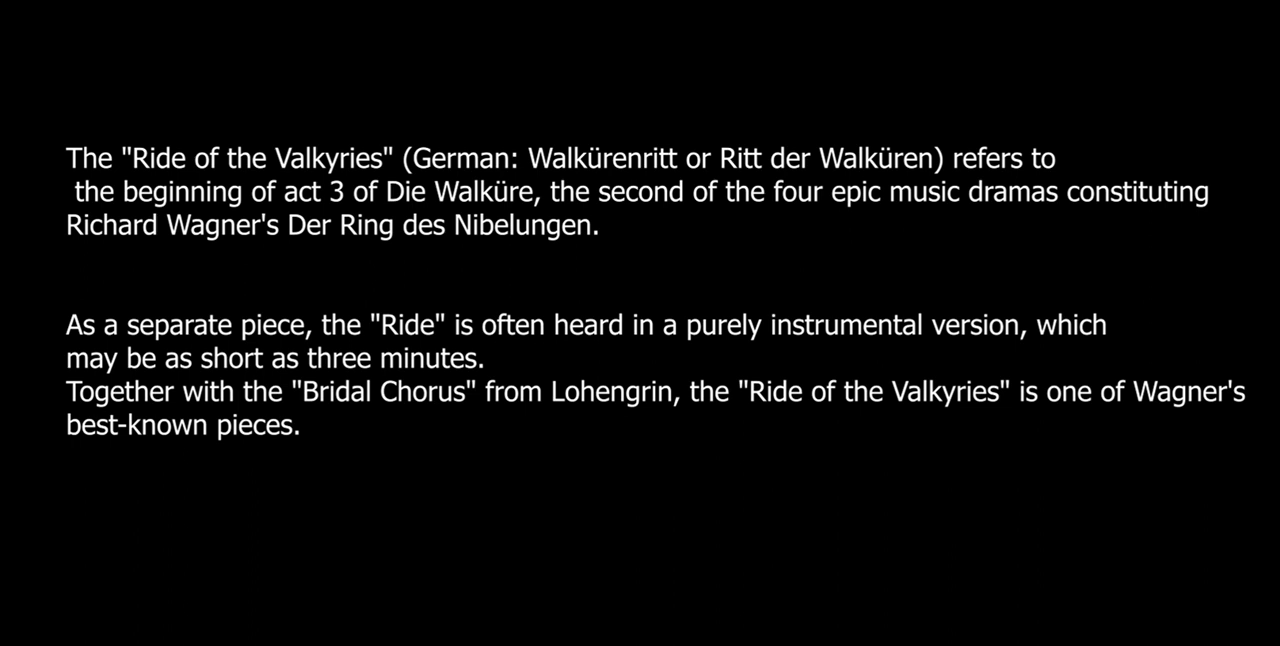 The "Ride of the Valkyries" (German: Walkürenritt or Ritt der Walküren) refers to
the beginning of act 3 of Die Walküre, the second of the four epic music dramas constituting
Richard Wagner's Der Ring des Nibelungen.
As a separate piece, the "Ride" is often heard in a purely instrumental version, which
may be as short as three minutes.
Together with the "Bridal Chorus" from Lohengrin, the "Ride of the Valkyries" is one of Wagner's
best-known pieces.